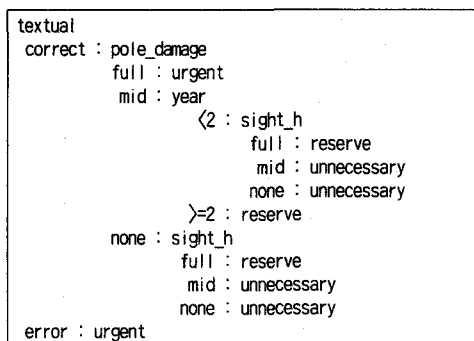 textual
correct : pole_damage
full : urgent
mid : year
<2 : sight_h
full : reserve
mid : unnecessary
none : unnecessary
>=2 : reserve
none : sight_h
full : reserve
mid : unnecessary
none : unnecessary
error : urgent